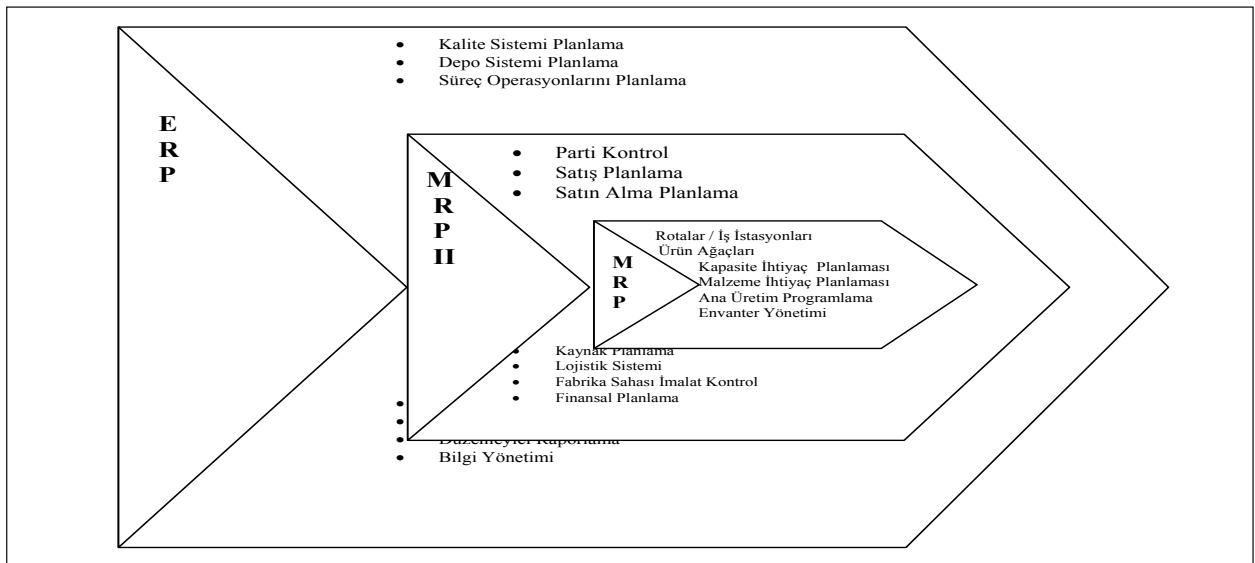 • Kalite Sistemi Planlama
• Depo Sistemi Planlama
• Süreç Operasyonlarını Planlama
E
R
P
M
R
P
II
• Parti Kontrol
• Satış Planlama
• Satın Alma Planlama
M
R
P
Rotalar / İş İstasyonları
Ürün Ağaçları
Kapasite İhtiyaç Planlaması
Malzeme İhtiyaç Planlaması
Ana Üretim Programlama
Envanter Yönetimi
• Kaynak Planlama
• Lojistik Sistemi
• Fabrika Sahası İmalat Kontrol
• Finansal Planlama
•
•
•
• Bilgi Yönetimi